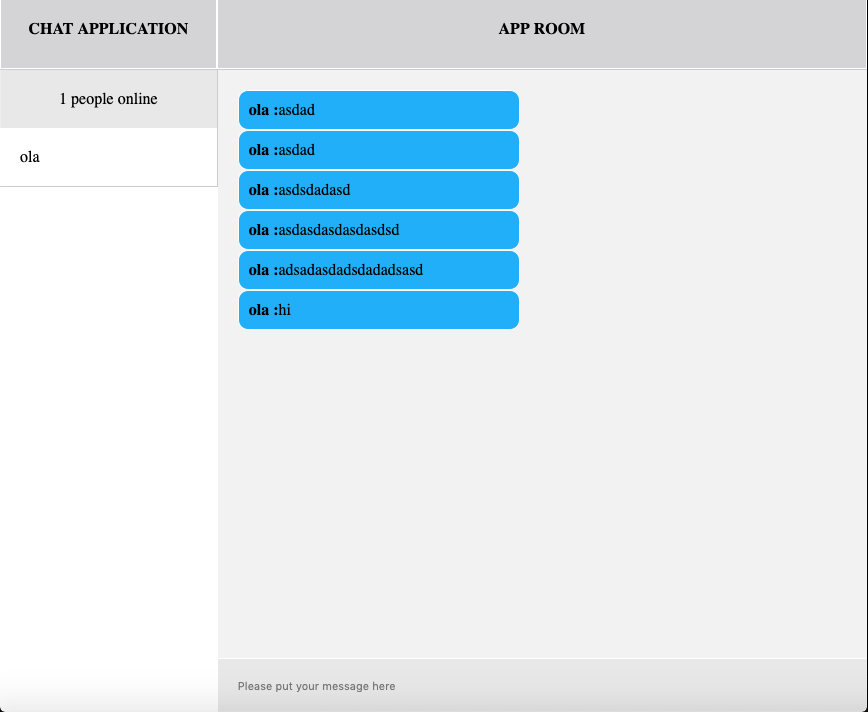 CHAT APPLICATION
APP ROOM
1 people online
ola
ola :asdad
ola :asdad
ola :asdsdadasd
ola :asdasdasdasdasdsd
ola :adsadasdadsdadadsasd
ola :hi
Please put your message here